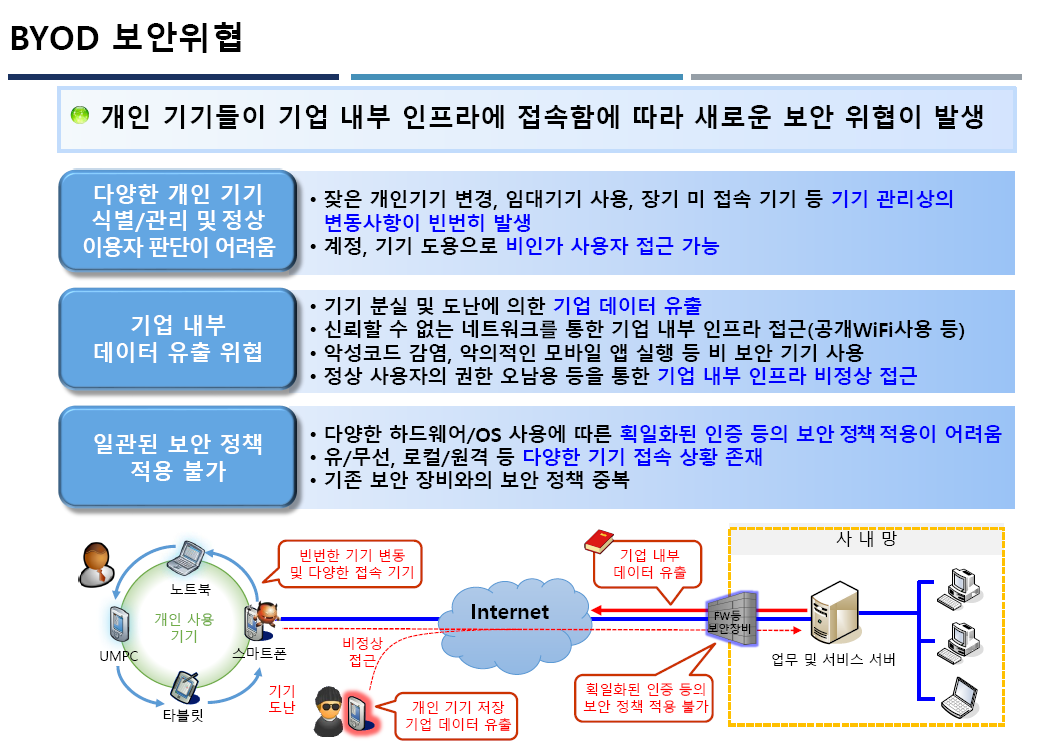 BYOD 보안위협
개인 기기들이 기업 내부 인프라에 접속함에 따라 새로운 보안 위협이 발생
다양한 개인 기기
식별/관리 및 정상
이용자 판단이 어려움
• 잦은 개인기기 변경, 임대기기 사용, 장기 미 접속 기기 등 기기 관리상의
변동사항이 빈번히 발생
• 계정, 기기 도용으로 비인가 사용자 접근 가능
기업 내부
데이터 유출 위협
• 기기 분실 및 도난에 의한 기업 데이터 유출
• 신뢰할 수 없는 네트워크를 통한 기업 내부 인프라 접근(공개WiFi사용 등)
• 악성코드 감염, 악의적인 모바일 앱 실행 등 비 보안 기기 사용
• 정상 사용자의 권한 오남용 등을 통한 기업 내부 인프라 비정상 접근
일관된 보안 정책
적용 불가
• 다양한 하드웨어/OS 사용에 따른 획일화된 인증 등의 보안 정책 적용이 어려움
• 유/무선, 로컬/원격 등 다양한 기기 접속 상황 존재
• 기존 보안 장비와의 보안 정책 중복
노트북
개인 사용
기기
UMPC
스마트폰
타블릿
빈번한 기기 변동
및 다양한 접속 기기
기기
도난
비정상
접근
개인 기기 저장
기업 데이터 유출
Internet
기업 내부
데이터 유출
FW등
보안장비
획일화된 인증 등의
보안 정책 적용 불가
사 내 망
업무 및 서비스 서버